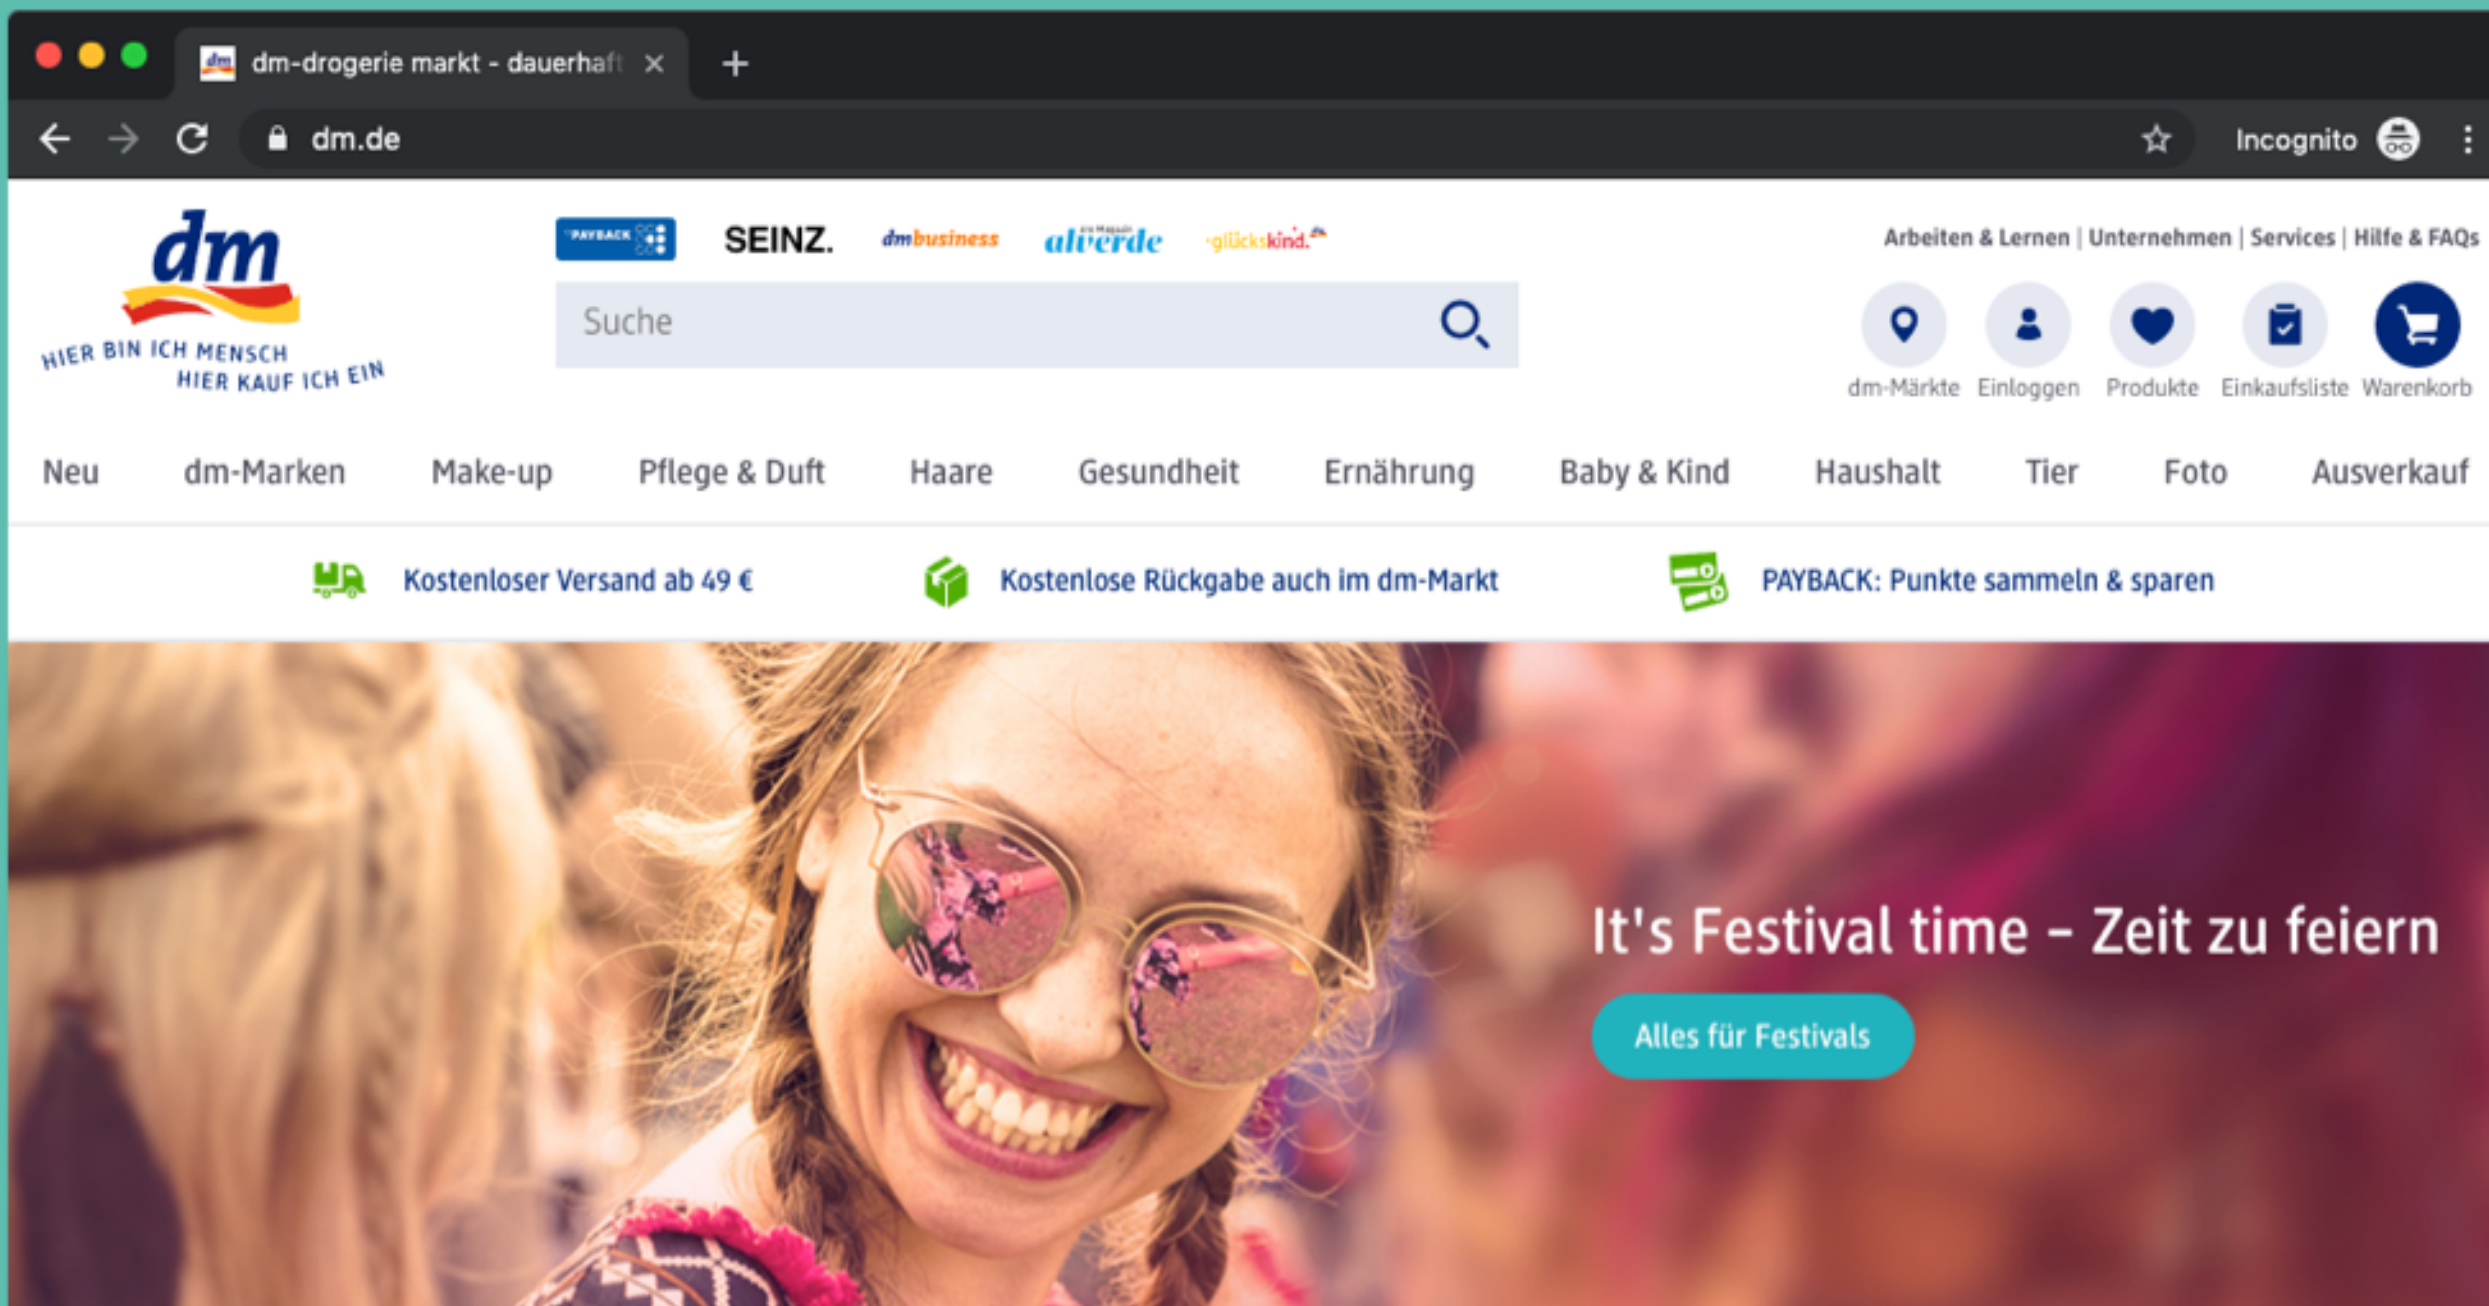 dm-drogerie markt - dauerhaft
dm.de
Incognito
dm
HIER BIN ICH MENSCH
HIER KAUF ICH EIN
PAYBACK
SEINZ.
dmbusiness
alverde
glückskind.
Arbeiten & Lernen | Unternehmen | Services | Hilfe & FAQs
Suche
dm-Märkte Einloggen Produkte Einkaufsliste Warenkorb
Neu dm-Marken Make-up Pflege & Duft Haare Gesundheit Ernährung Baby & Kind Haushalt Tier Foto Ausverkauf
Kostenloser Versand ab 49 € Kostenlose Rückgabe auch im dm-Markt PAYBACK: Punkte sammeln & sparen
It's Festival time – Zeit zu feiern
Alles für Festivals